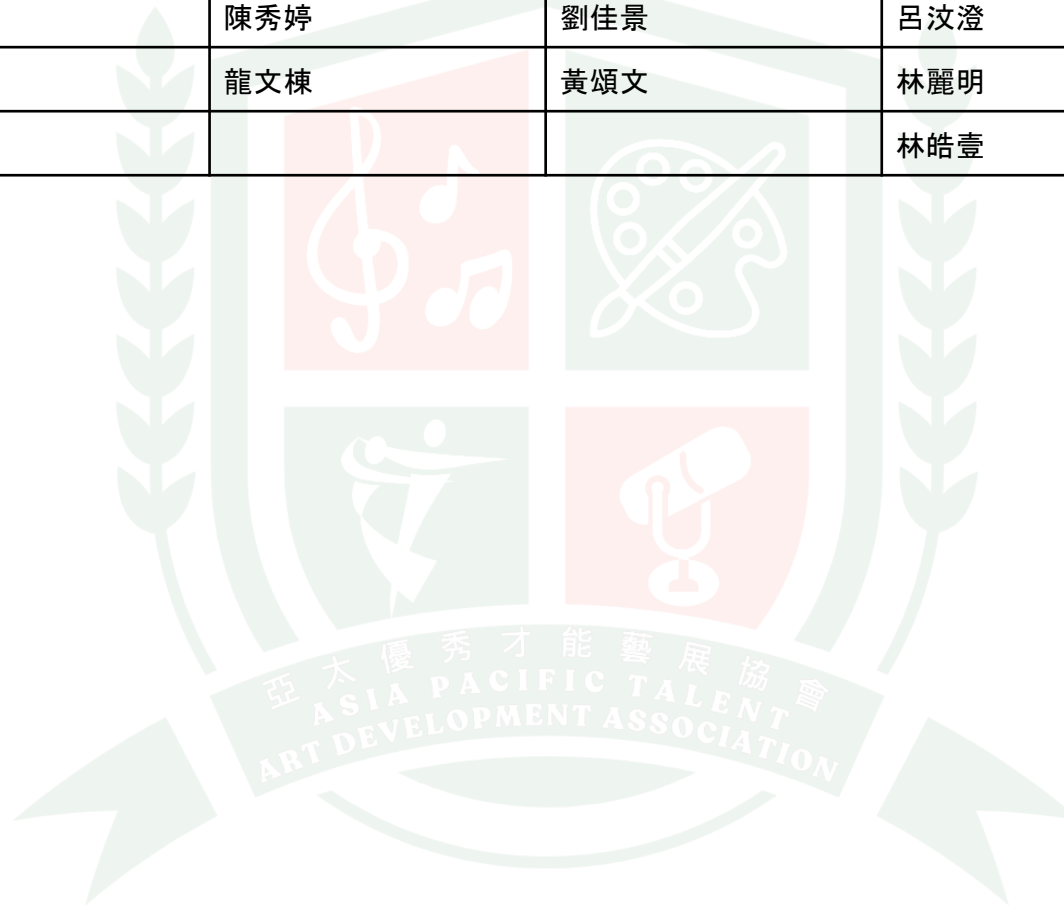 陳秀婷 劉佳景 呂汶澄
龍文棟 黃頌文 林麗明
林皓壹
亞太優秀才能藝展協會
ASIA PACIFIC TALENT
ART DEVELOPMENT ASSOCIATION